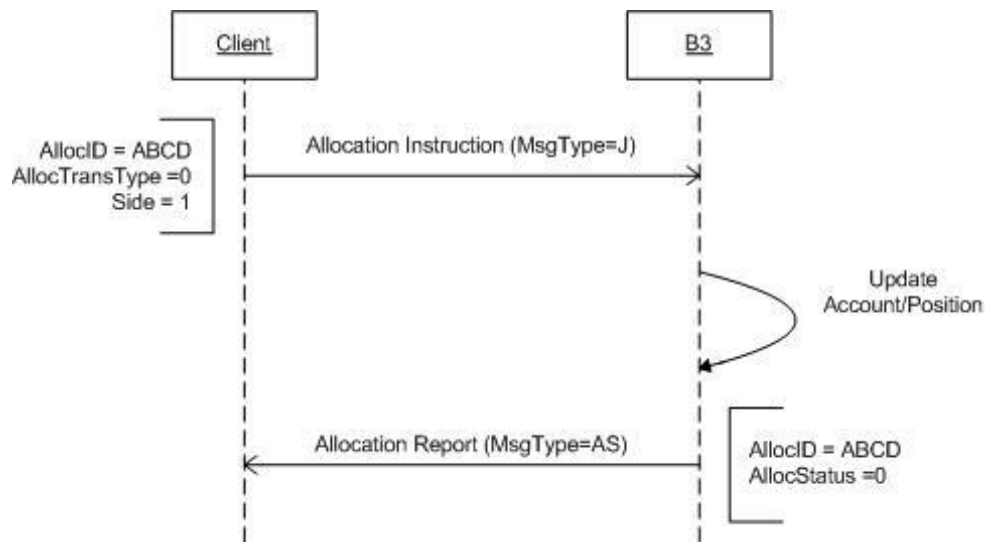 Client
B3
AllocID = ABCD
AllocTransType =0
Side = 1
Allocation Instruction (MsgType=J)
Update
Account/Position
Allocation Report (MsgType=AS)
AllocID = ABCD
AllocStatus =0